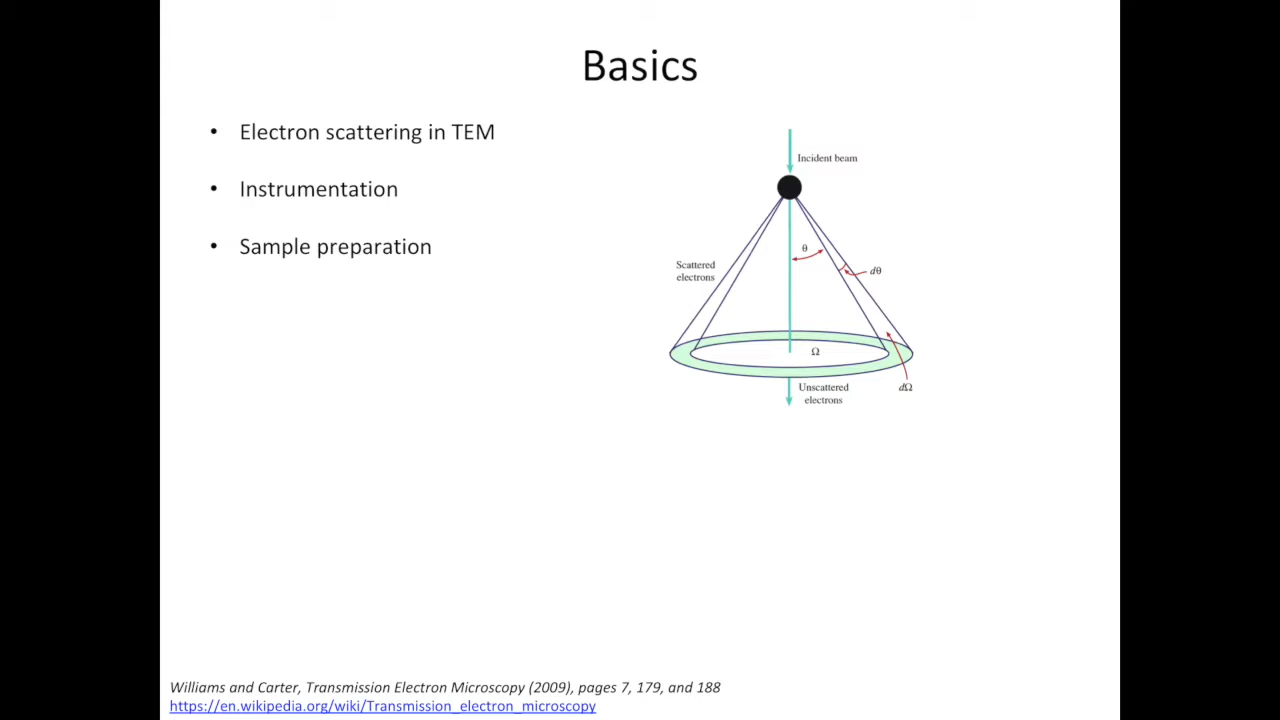 Basics
• Electron scattering in TEM
• Instrumentation
• Sample preparation
Incident beam
θ
Scattered
electrons
dθ
Ω
Unscattered
electrons
dΩ
Williams and Carter, Transmission Electron Microscopy (2009), pages 7, 179, and 188
https://en.wikipedia.org/wiki/Transmission_electron_microscopy